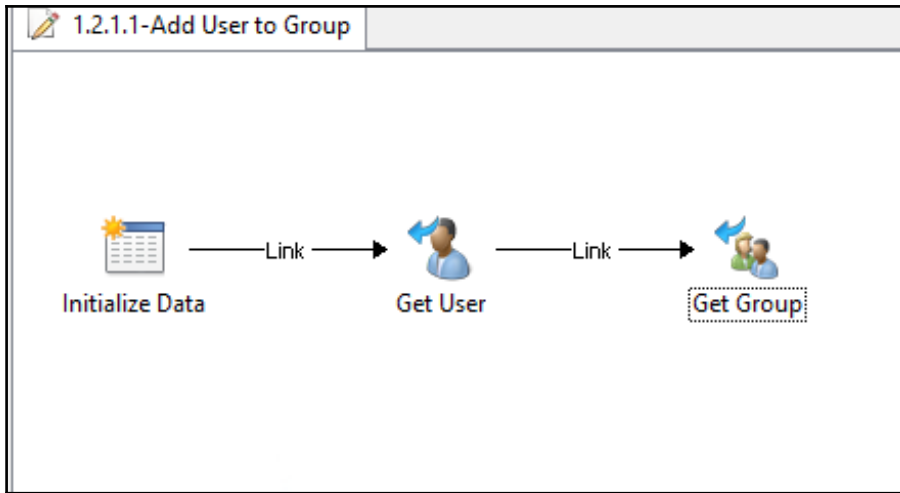 1.2.1.1-Add User to Group
Link
Link
Initialize Data
Get User
Get Group